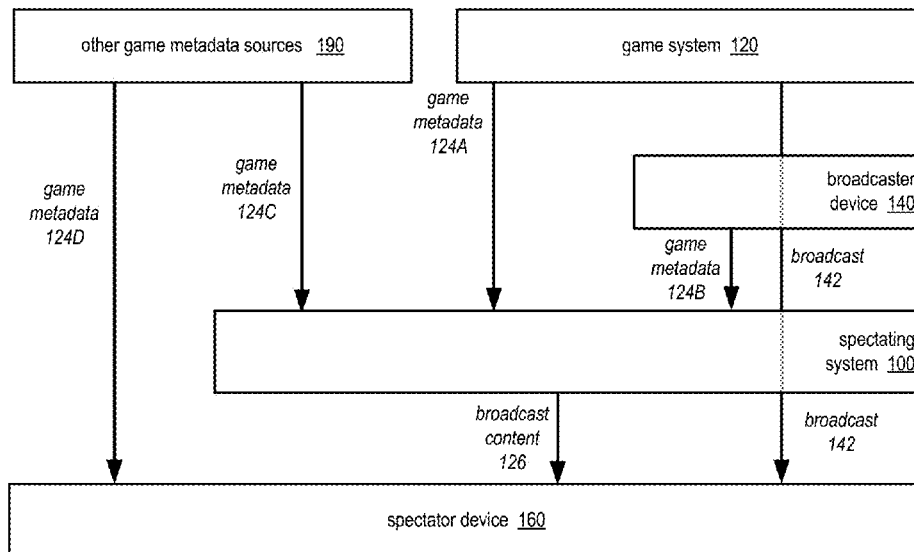 other game metadata sources 190
game system 120
game
metadata
124A
broadcaster
device 140
game
metadata
124D
game
metadata
124C
game
metadata
124B
broadcast
142
spectating
system 100
broadcast
content
126
broadcast
142
spectator device 160